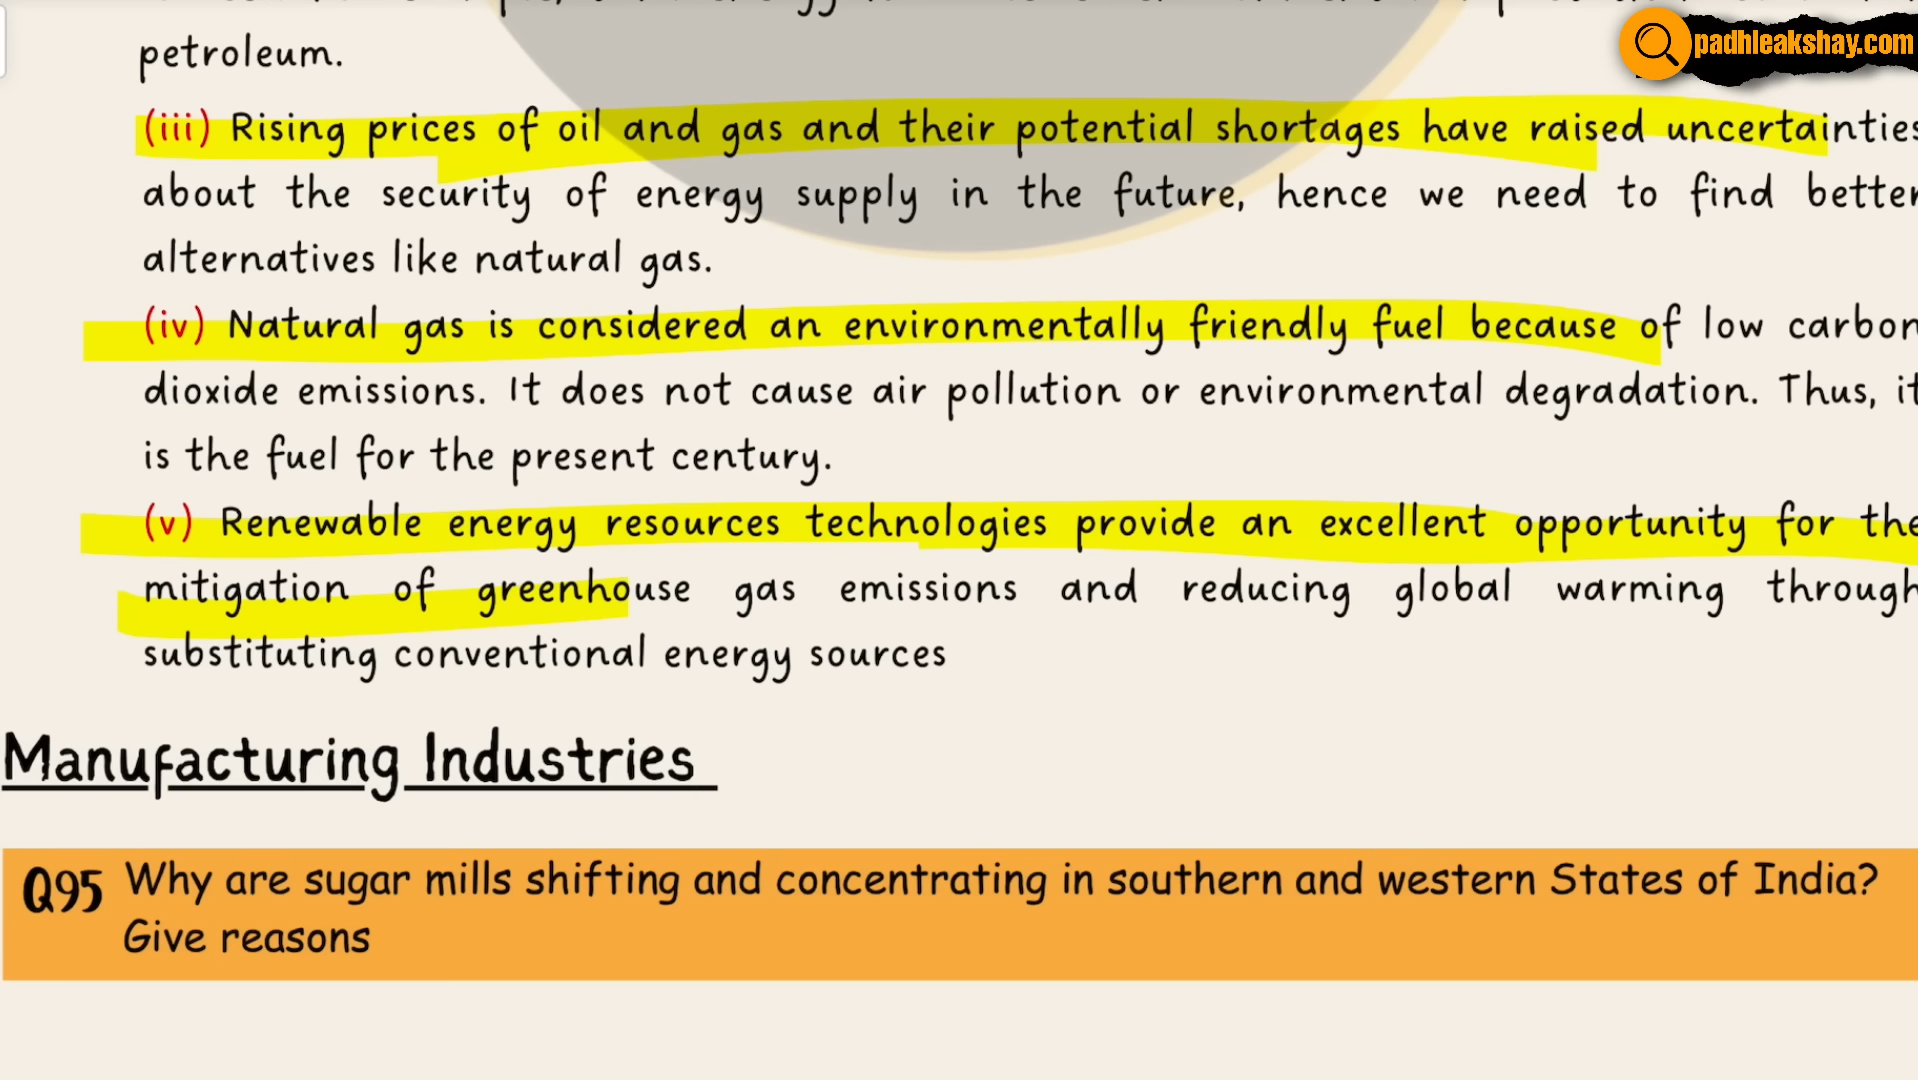 padhleakshay.com
petroleum.
(iii) Rising prices of oil and gas and their potential shortages have raised uncertainties
about the security of energy supply in the future, hence we need to find better
alternatives like natural gas.
(iv) Natural gas is considered an environmentally friendly fuel because of low carbon
dioxide emissions. It does not cause air pollution or environmental degradation. Thus, it
is the fuel for the present century.
(v) Renewable energy resources technologies provide an excellent opportunity for the
mitigation of greenhouse gas emissions and reducing global warming through
substituting conventional energy sources
Manufacturing Industries
Q95 Why are sugar mills shifting and concentrating in southern and western States of India?
Give reasons